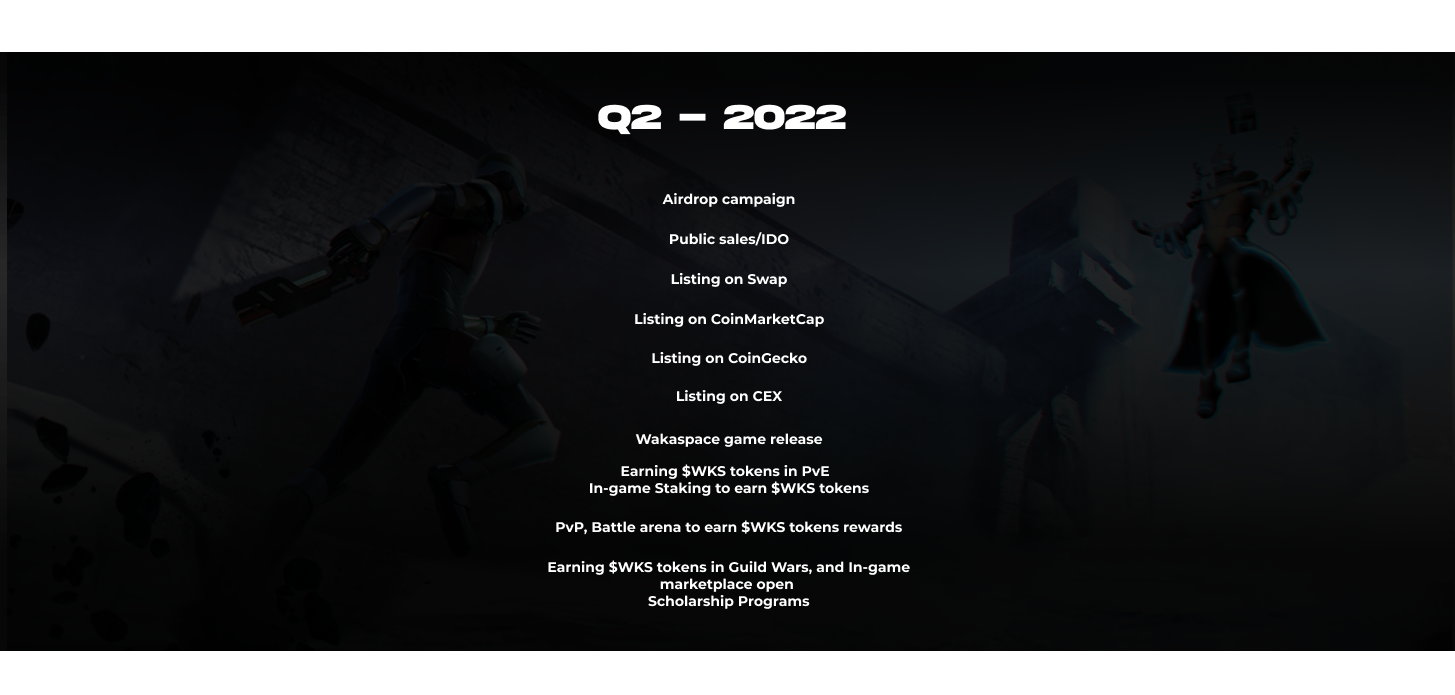 Q2 – 2022
Airdrop campaign
Public sales/IDO
Listing on Swap
Listing on CoinMarketCap
Listing on CoinGecko
Listing on CEX
Wakaspace game release
Earning $WKS tokens in PvE
In-game Staking to earn $WKS tokens
PvP, Battle arena to earn $WKS tokens rewards
Earning $WKS tokens in Guild Wars, and In-game
marketplace open
Scholarship Programs